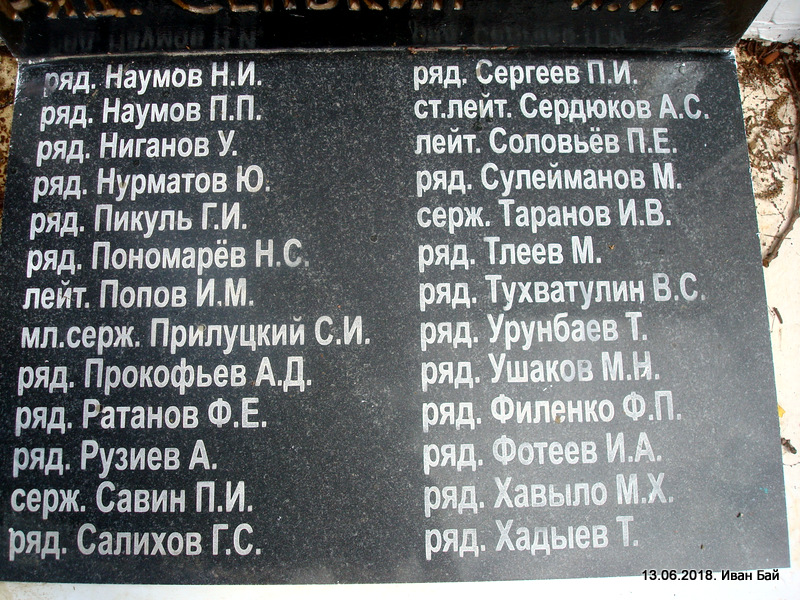 ряд. Наумов Н.И.
ряд. Наумов П.П.
ряд. Ниганов У.
ряд. Нурматов Ю.
ряд. Пикуль Г.И.
ряд. Пономарёв Н.С.
лейт. Попов И.М.
мл.серж. Прилуцкий С.И.
ряд. Прокофьев А.Д.
ряд. Ратанов Ф.Е.
ряд. Рузиев А.
серж. Савин П.И.
ряд. Салихов Г.С.
ряд. Сергеев П.И.
ст.лейт. Сердюков А.С.
лейт. Соловьёв П.Е.
ряд. Сулейманов М.
серж. Таранов И.В.
ряд. Тлеев М.
ряд. Тухватулин В.С.
ряд. Урунбаев Т.
ряд. Ушаков М.Н.
ряд. Филенко Ф.П.
ряд. Фотеев И.А.
ряд. Хавыло М.Х.
ряд. Хадыев Т.
13.06.2018. Иван Бай